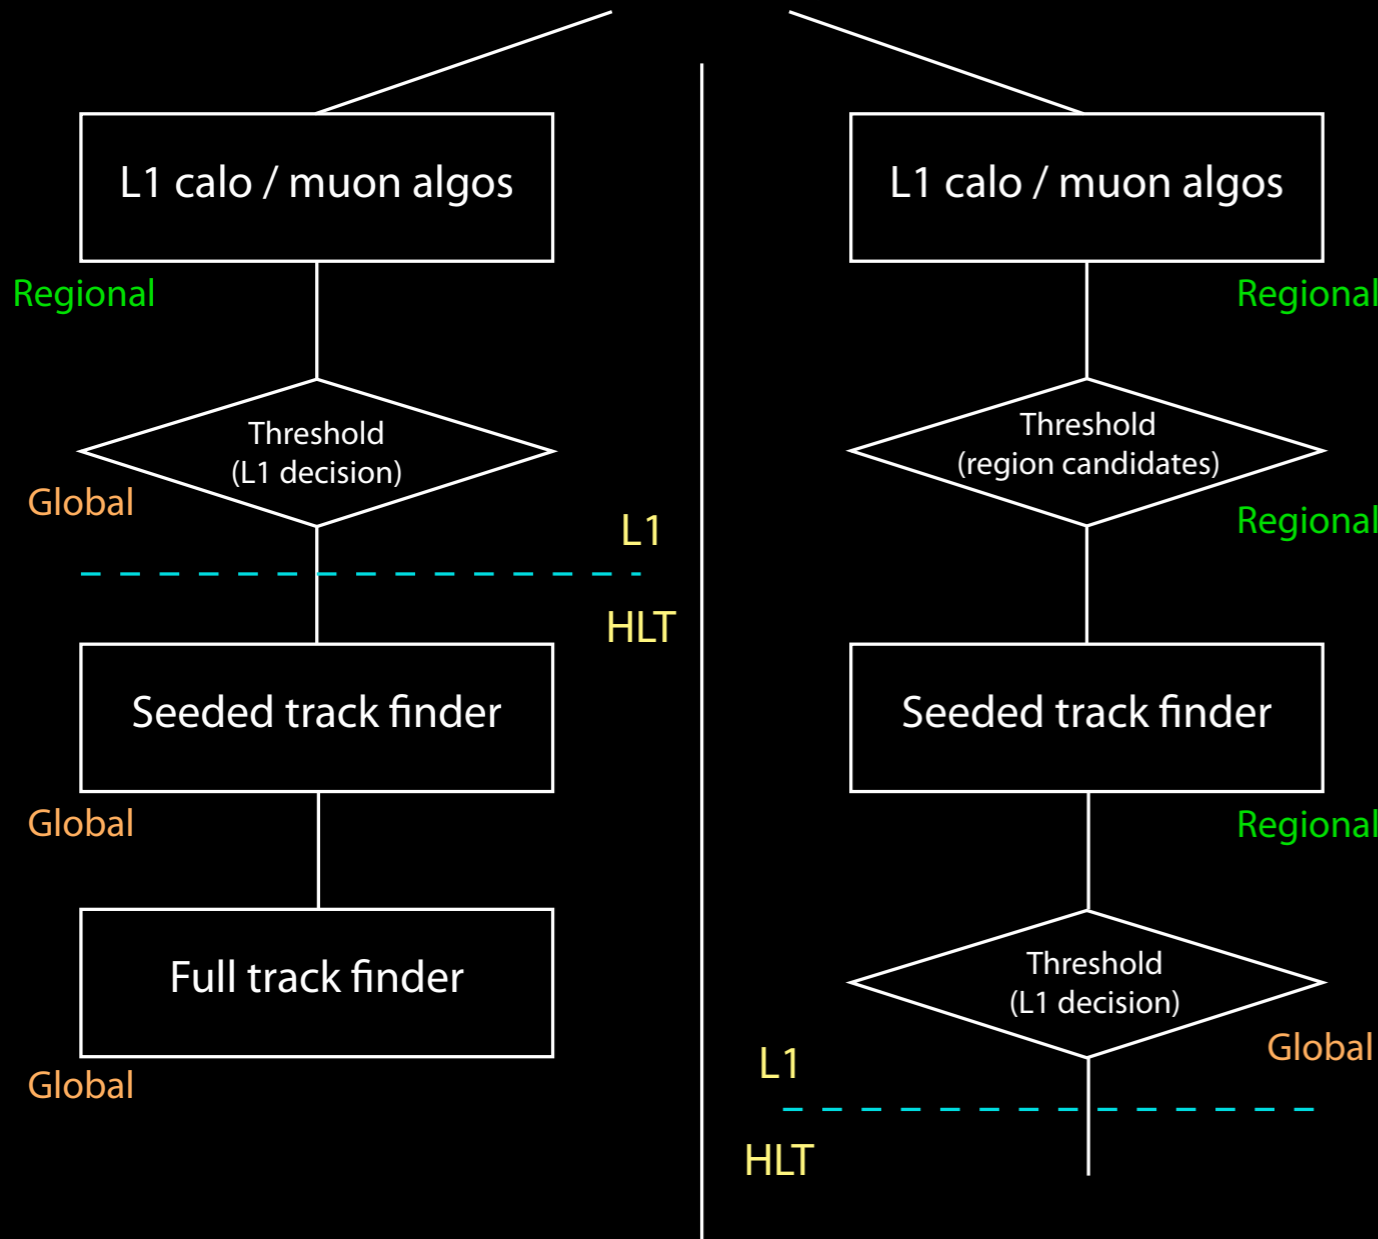 L1 calo / muon algos
Regional
Threshold
(L1 decision)
Global
L1
HLT
Seeded track finder
Global
Full track finder
Global
L1 calo / muon algos
Regional
Threshold
(region candidates)
Regional
Seeded track finder
Regional
Threshold
(L1 decision)
Global
L1
HLT